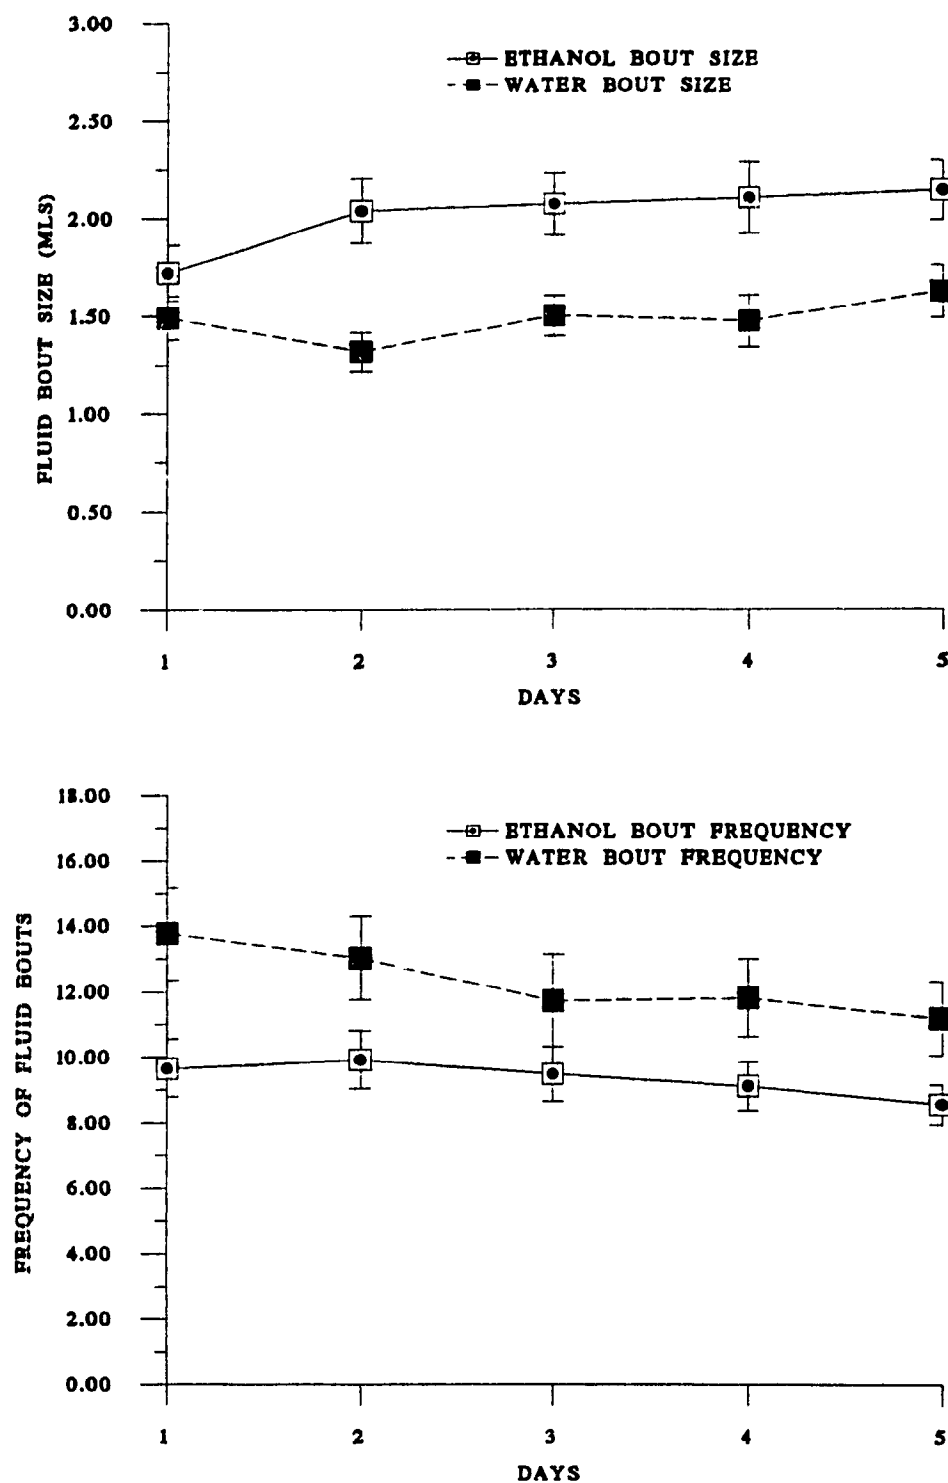 3.00
ETHANOL BOUT SIZE
WATER BOUT SIZE
2.50
2.00
1.50
1.00
0.50
0.00
FLUID BOUT SIZE (MLS)
1 2 3 4 5
DAYS
18.00
ETHANOL BOUT FREQUENCY
WATER BOUT FREQUENCY
16.00
14.00
12.00
10.00
8.00
6.00
4.00
2.00
0.00
FREQUENCY OF FLUID BOUTS
1 2 3 4 5
DAYS